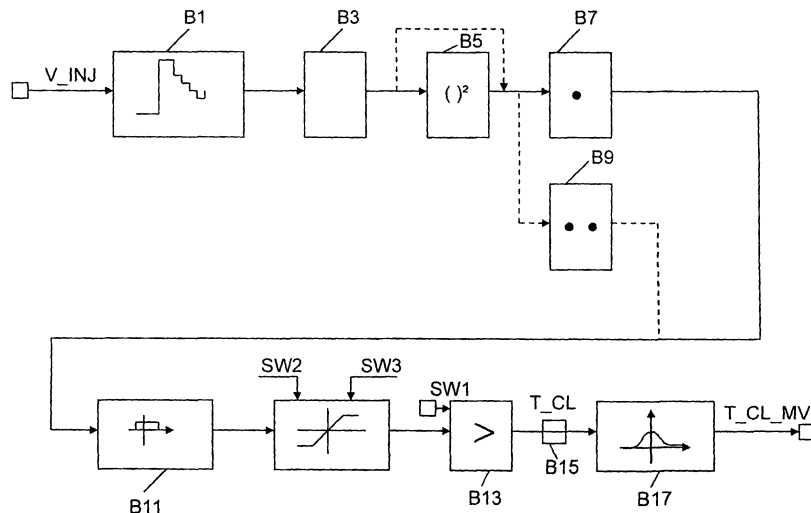 B1
B3
B5
B7
V_INJ
( )²
B9
SW2
SW3
SW1
T_CL
T_CL_MV
>
B11
B13
B15
B17